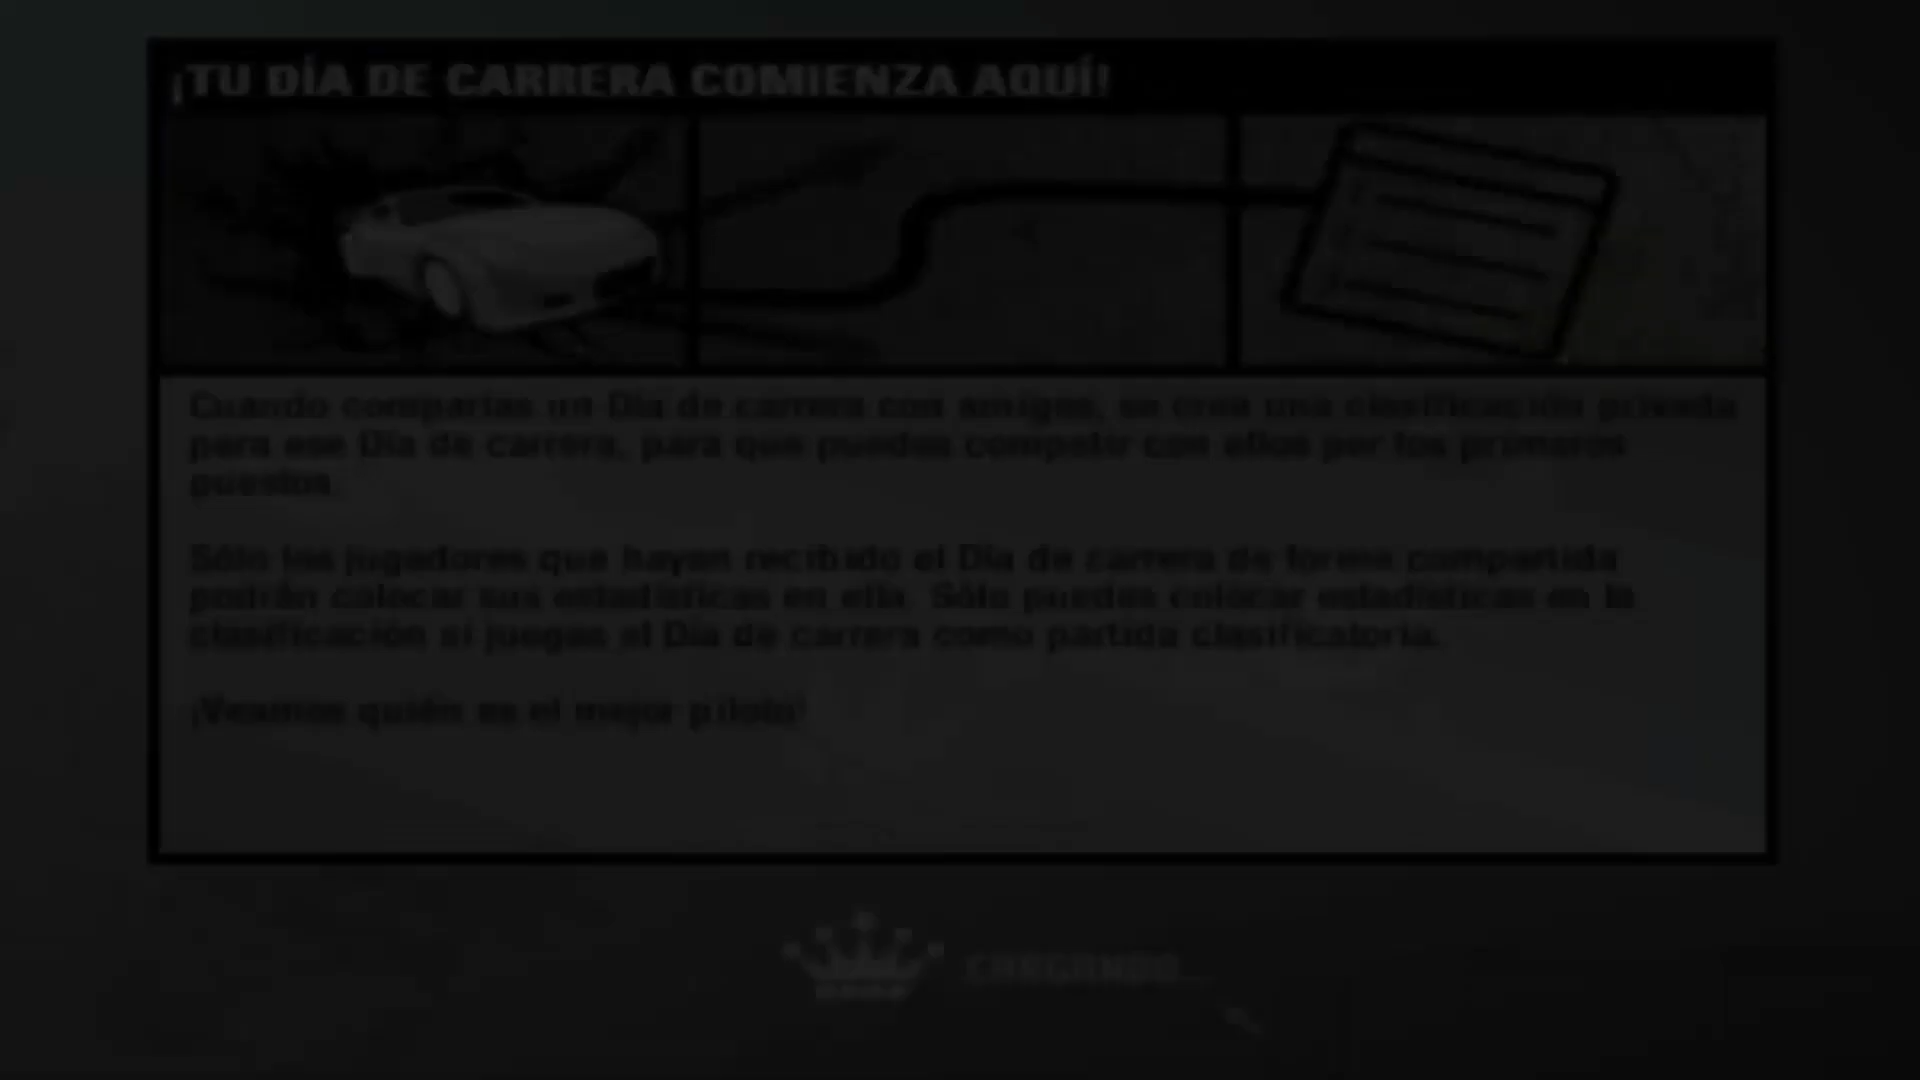 ¡TU DÍA DE CARRERA COMIENZA AQUÍ!
Cuando compartas un Día de carrera con amigos, se crea una clasificación privada
para ese Día de carrera, para que puedas competir con ellos por los primeros
puestos.
Sólo los jugadores que hayan recibido el Día de carrera de forma compartida
podrán colocar sus estadísticas en ella. Sólo puedes colocar estadísticas en la
clasificación si juegas el Día de carrera como partida clasificatoria.
¡Veamos quién es el mejor piloto!
CARGANDO...